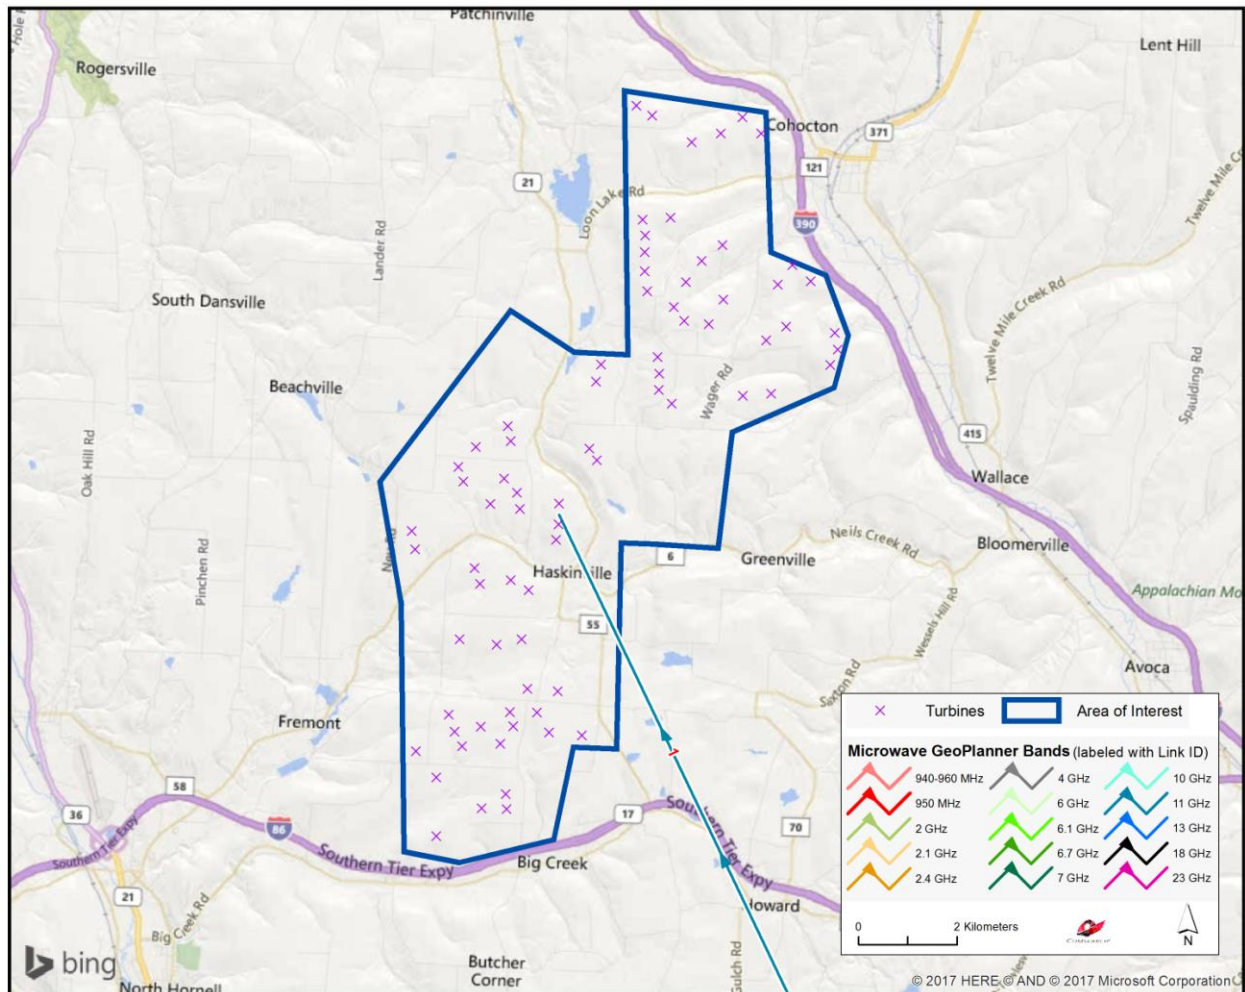 Patchinville
Lent Hill
Rogersville
Cohocton
371
121
21
Loon Lake Rd
390
Twelve Mile Cr
Lander Rd
South Dansville
Twelve Mile Creek Rd
Beachville
Wager Rd
Spaulding Rd
Oak Hill Rd
415
Wallace
Neils Creek Rd
Bloomerville
6
Greenville
Haskinville
Pinchen Rd
Appalachian Mo
Wessels Hill Rd
55
Avoca
Saxton Rd
Fremont
1
Turbines
Area of Interest
Microwave GeoPlanner Bands (labeled with Link ID)
940-960 MHz
4 GHz
10 GHz
950 MHz
6 GHz
11 GHz
2 GHz
6.1 GHz
13 GHz
2.1 GHz
6.7 GHz
18 GHz
2.4 GHz
7 GHz
23 GHz
0
2 Kilometers
N
58
36
86
17
70
Southern Tier Expy
Southern Tier Expy
Southern Tier Expy
Big Creek
Howard
21
Big Creek Rd
bing
Butcher
Corner
Gulch Rd
North Hornell
© 2017 HERE © AND © 2017 Microsoft Corporation